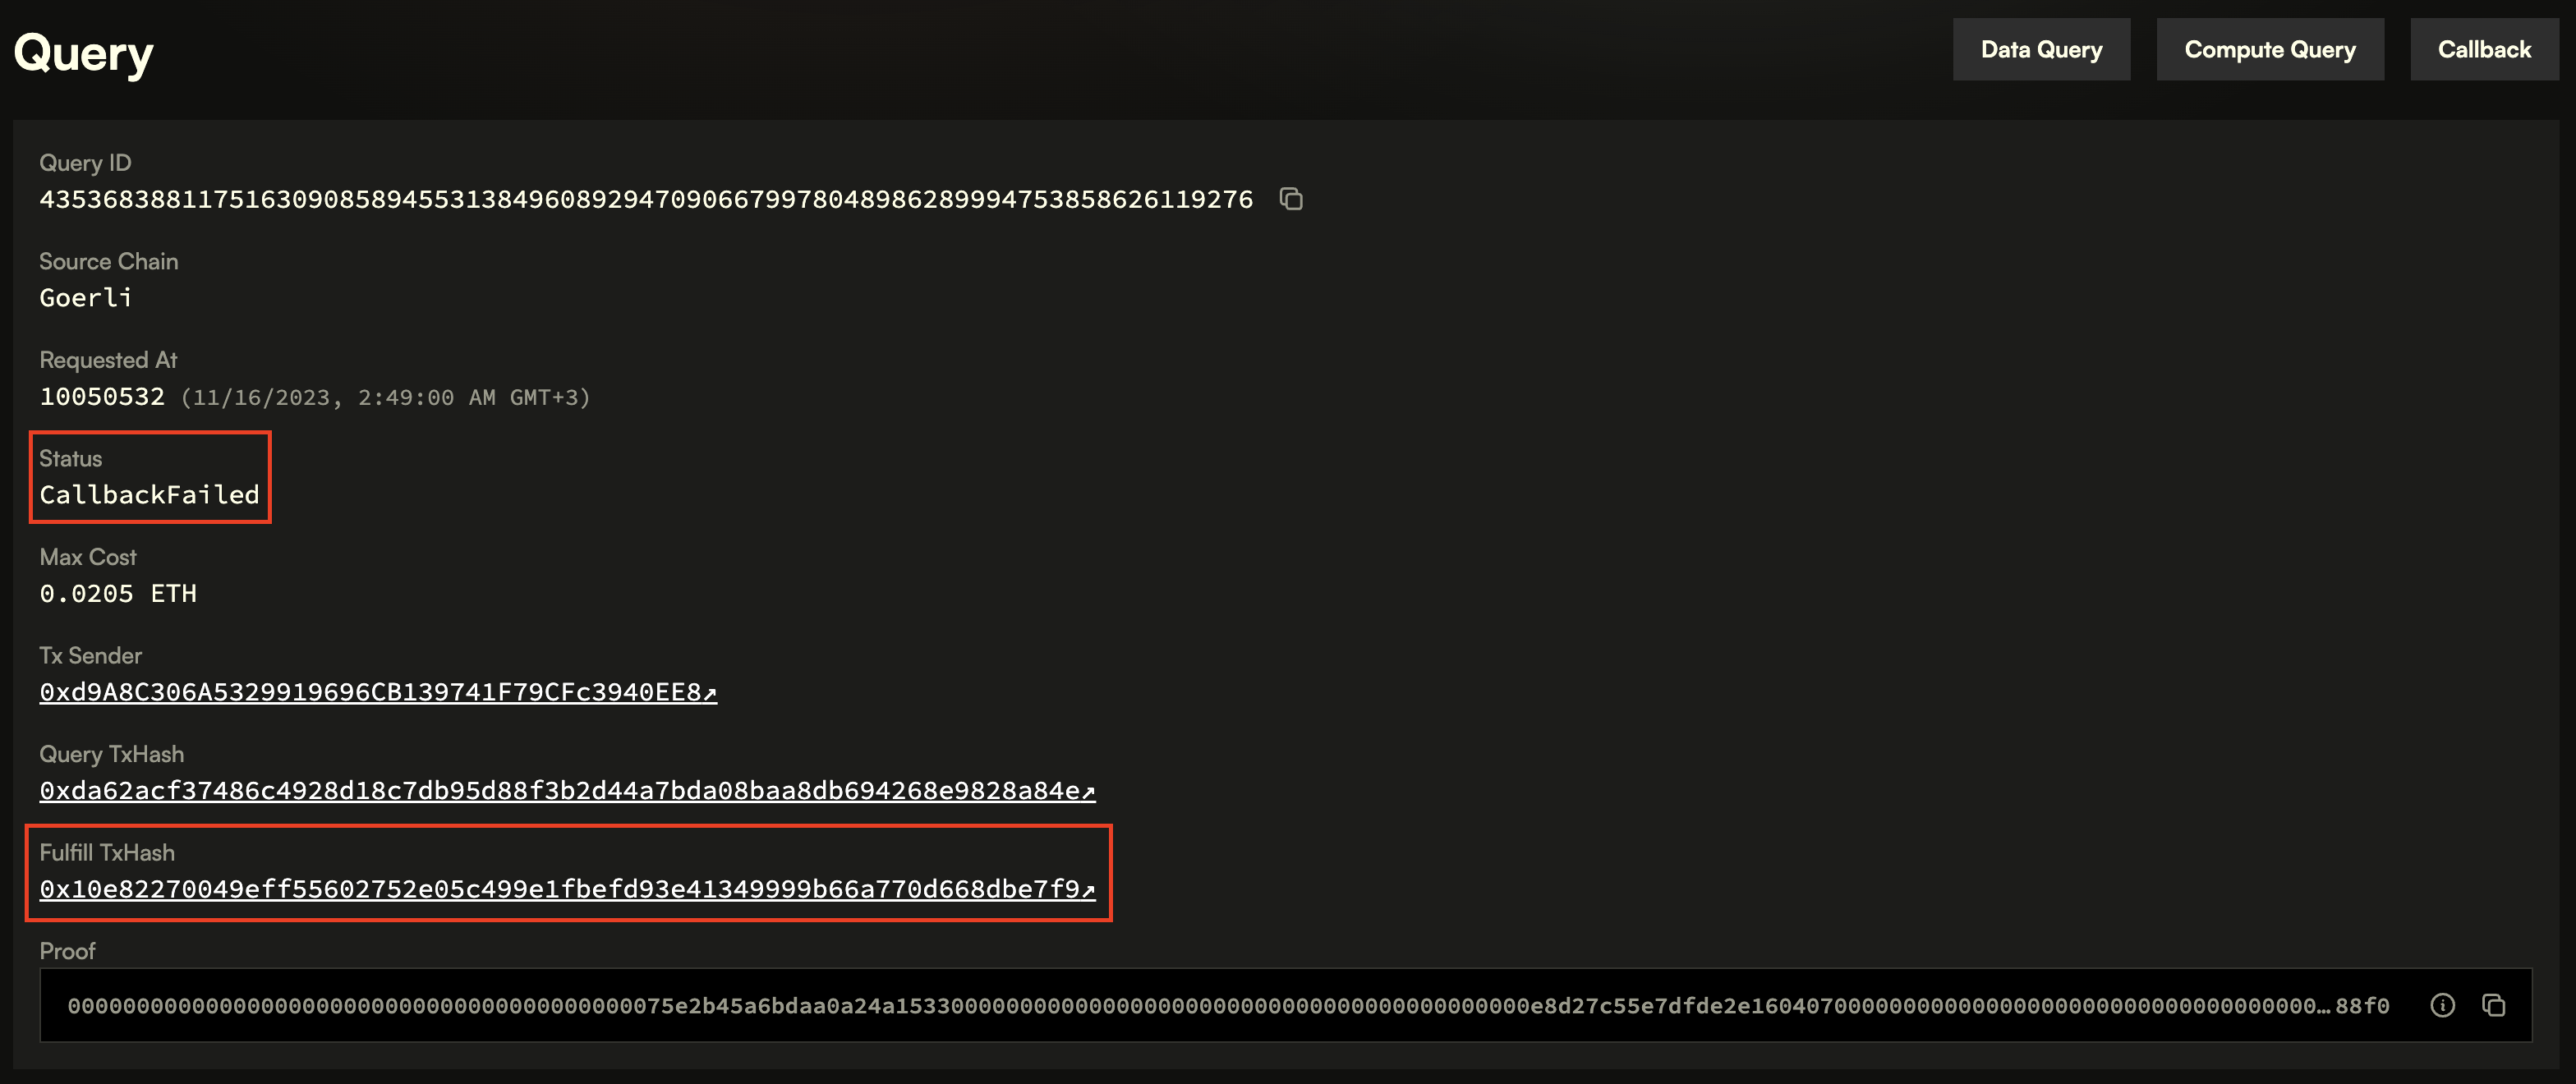 Query
Data Query
Compute Query
Callback
Query ID
43536838811751630908589455313849608929470906679978048986289994753858626119276
Source Chain
Goerli
Requested At
10050532 (11/16/2023, 2:49:00 AM GMT+3)
Status
CallbackFailed
Max Cost
0.0205 ETH
Tx Sender
0xd9A8C306A5329919696CB139741F79CFc3940EE8↗
Query TxHash
0xda62acf37486c4928d18c7db95d88f3b2d44a7bda08baa8db694268e9828a84e↗
Fulfill TxHash
0x10e82270049eff55602752e05c499e1fbefd93e41349999b66a770d668dbe7f9↗
Proof
000000000000000000000000000000000000000000075e2b45a6bdaa0a24a15330000000000000000000000000000000000000000000e8d27c55e7dfde2e1604070000000000000000000000000000000000…88f0